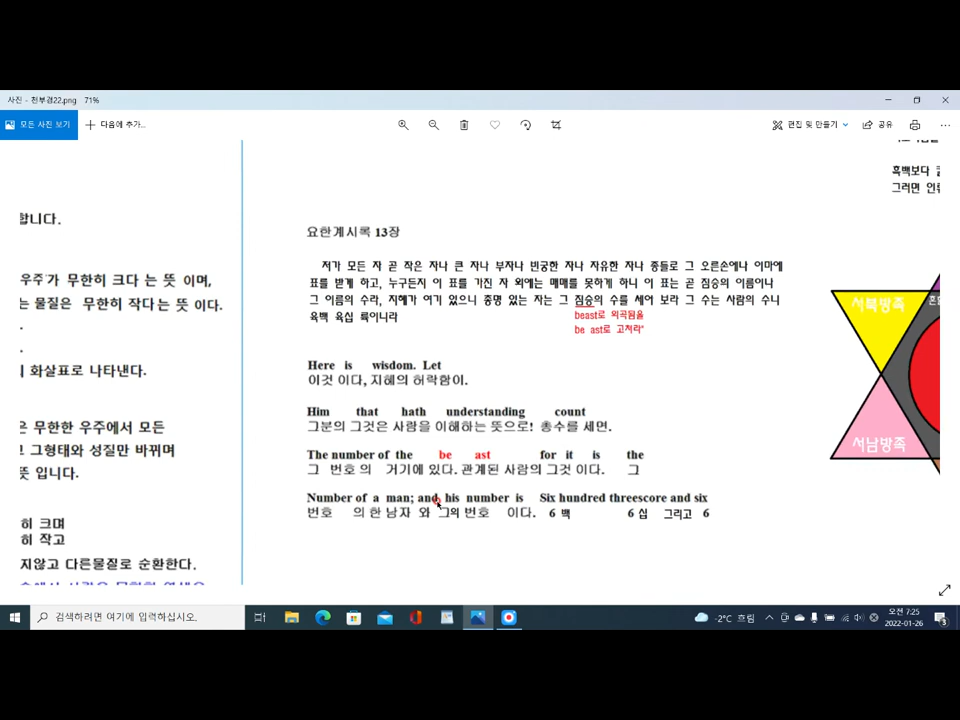 사진 - 천부경22.png 71%
모든 사진 보기
다음에 추가...
편집 및 만들기
공유
흑백보다
그러면 인류
합니다.
우주가 무한히 크다 는 뜻 이며,
는 물질은 무한히 작다는 뜻 이다.
화살표로 나타낸다.
은 무한한 우주에서 모든
그형태와 성질만 바뀌며
뜻 입니다.
히 크며
히 작고
지않고 다른물질로 순환한다.
요한계시록 13장
저가 모든 자 곧 작은 자나 큰 자나 부자나 빈궁한 자나 자유한 자나 종들로 그 오른손에나 이마에
표를 받게 하고, 누구든지 이 표를 가진 자 외에는 매매를 못하게 하니 이 표는 곧 짐승의 이름이나
그 이름의 수라, 지혜가 여기 있으니 총명 있는 자는 그 짐승의 수를 세어 보라 그 수는 사람의 수니
육백 육십 륙이니라
beast로 외곡됨을
be ast로 고저라"
Here is wisdom. Let
이것 이다, 지혜의 허락함이.
Him that hath understanding count
그분의 그것은 사람을 이해하는 뜻으로! 총수를 세면.
The number of the be ast for it is the
그 번호 의 거기에 있다. 관계된 사람의 그것 이다. 그
Number of a man; and his number is Six hundred threescore and six
번호 의 한 남자 와 그의 번호 이다. 6 백 6 십 그리고 6
서북방족
서남방족
검색하려면 여기에 입력하십시오.
-2°C 흐림
오전 7:25
2022-01-26
3